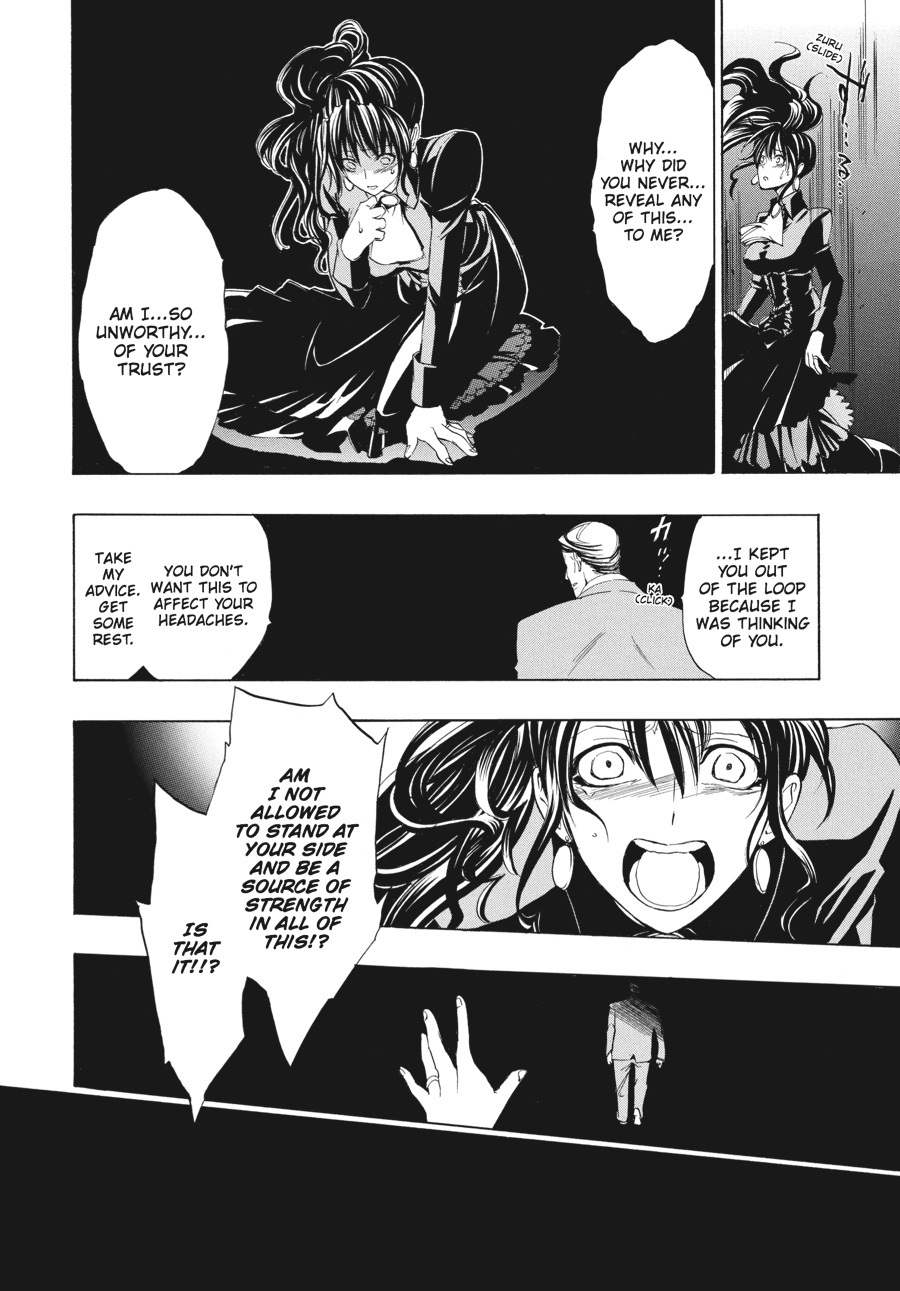 ZURU
(SLIDE)
ズ
WHY...
WHY DID
YOU NEVER...
REVEAL ANY
OF THIS...
TO ME?
AM I...SO
UNWORTHY...
OF YOUR
TRUST?
...I KEPT
YOU OUT
OF THE LOOP
BECAUSE I
WAS THINKING
OF YOU.
カッ
KA
(CLICK)
YOU DON'T
WANT THIS TO
AFFECT YOUR
HEADACHES.
TAKE
MY
ADVICE.
GET
SOME
REST.
AM
I NOT
ALLOWED
TO STAND AT
YOUR SIDE
AND BE A
SOURCE OF
STRENGTH
IN ALL OF
THIS!?
IS
THAT
IT!!?